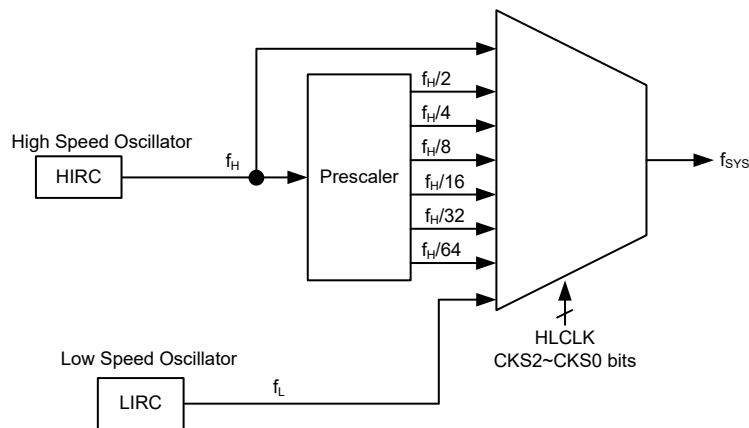 High Speed Oscillator
HIRC
fH
Prescaler
fH/2
fH/4
fH/8
fH/16
fH/32
fH/64
fSYS
HLCLK
CKS2~CKS0 bits
Low Speed Oscillator
LIRC
fL